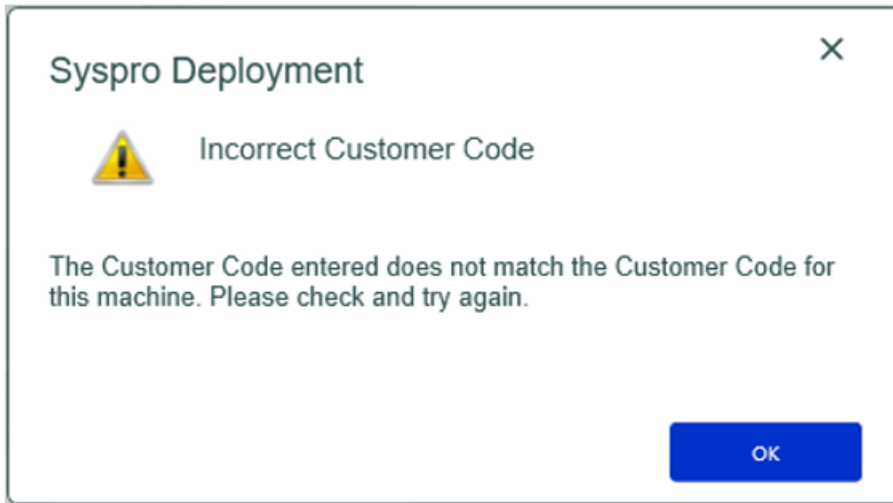 Syspro Deployment
Incorrect Customer Code
The Customer Code entered does not match the Customer Code for
this machine. Please check and try again.
OK